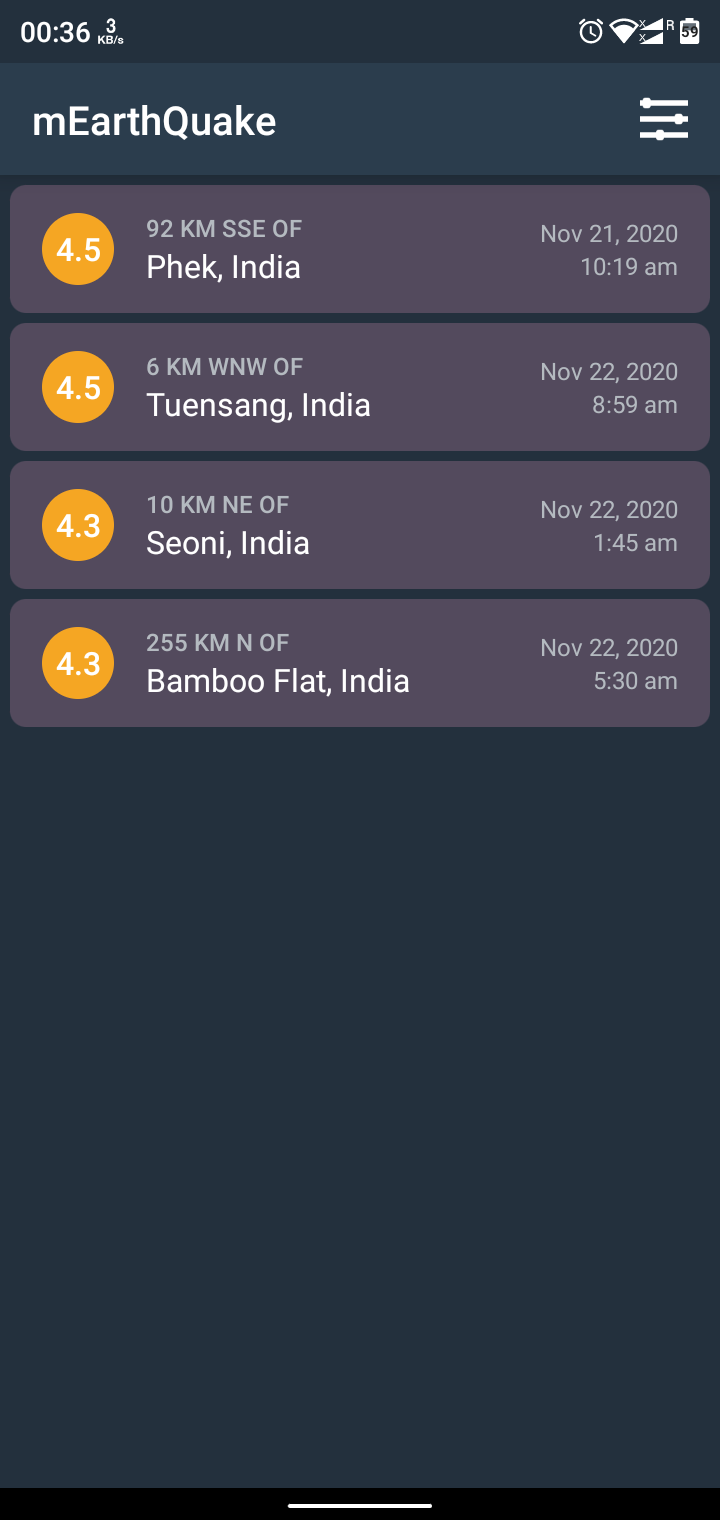 00:36 3 KB/s R 59
mEarthQuake
4.5 92 KM SSE OF Nov 21, 2020
Phek, India 10:19 am
4.5 6 KM WNW OF Nov 22, 2020
Tuensang, India 8:59 am
4.3 10 KM NE OF Nov 22, 2020
Seoni, India 1:45 am
4.3 255 KM N OF Nov 22, 2020
Bamboo Flat, India 5:30 am